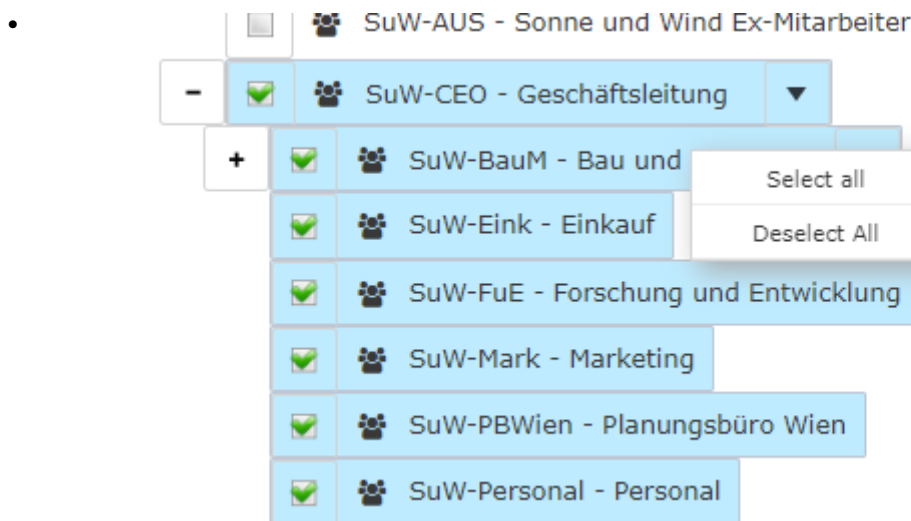 SuW-AUS - Sonne und Wind Ex-Mitarbeiter
SuW-CEO - Geschäftsleitung
SuW-BauM - Bau und
Select all
SuW-Eink - Einkauf
Deselect All
SuW-FuE - Forschung und Entwicklung
SuW-Mark - Marketing
SuW-PBWien - Planungsbüro Wien
SuW-Personal - Personal